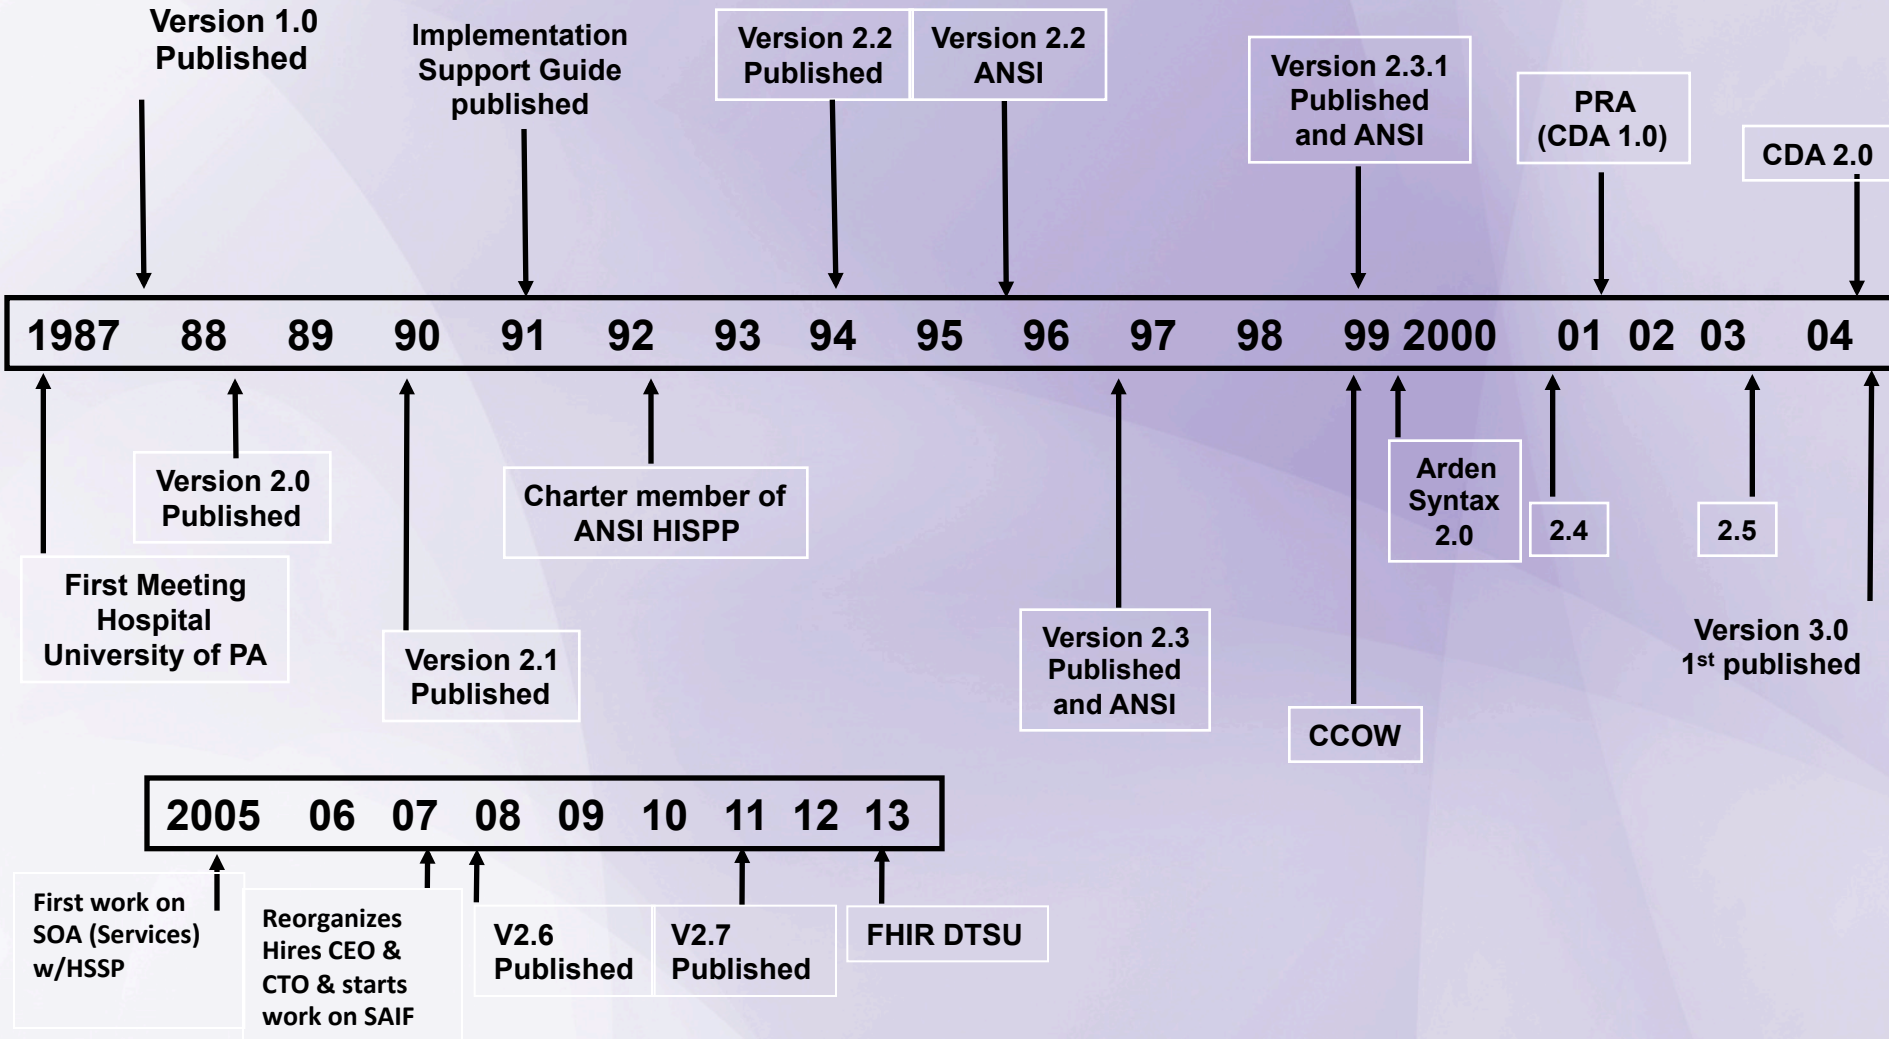 Version 1.0
Published
Implementation
Support Guide
published
Version 2.2
Published
Version 2.2
ANSI
Version 2.3.1
Published
and ANSI
PRA
(CDA 1.0)
CDA 2.0
1987 88 89 90 91 92 93 94 95 96 97 98 99 2000 01 02 03 04
Version 2.0
Published
First Meeting
Hospital
University of PA
Version 2.1
Published
Charter member of
ANSI HISPP
Version 2.3
Published
and ANSI
CCOW
Arden
Syntax
2.0
2.4
2.5
Version 3.0
1st published
2005 06 07 08 09 10 11 12 13
First work on
SOA (Services)
w/HSSP
Reorganizes
Hires CEO &
CTO & starts
work on SAIF
V2.6
Published
V2.7
Published
FHIR DTSU